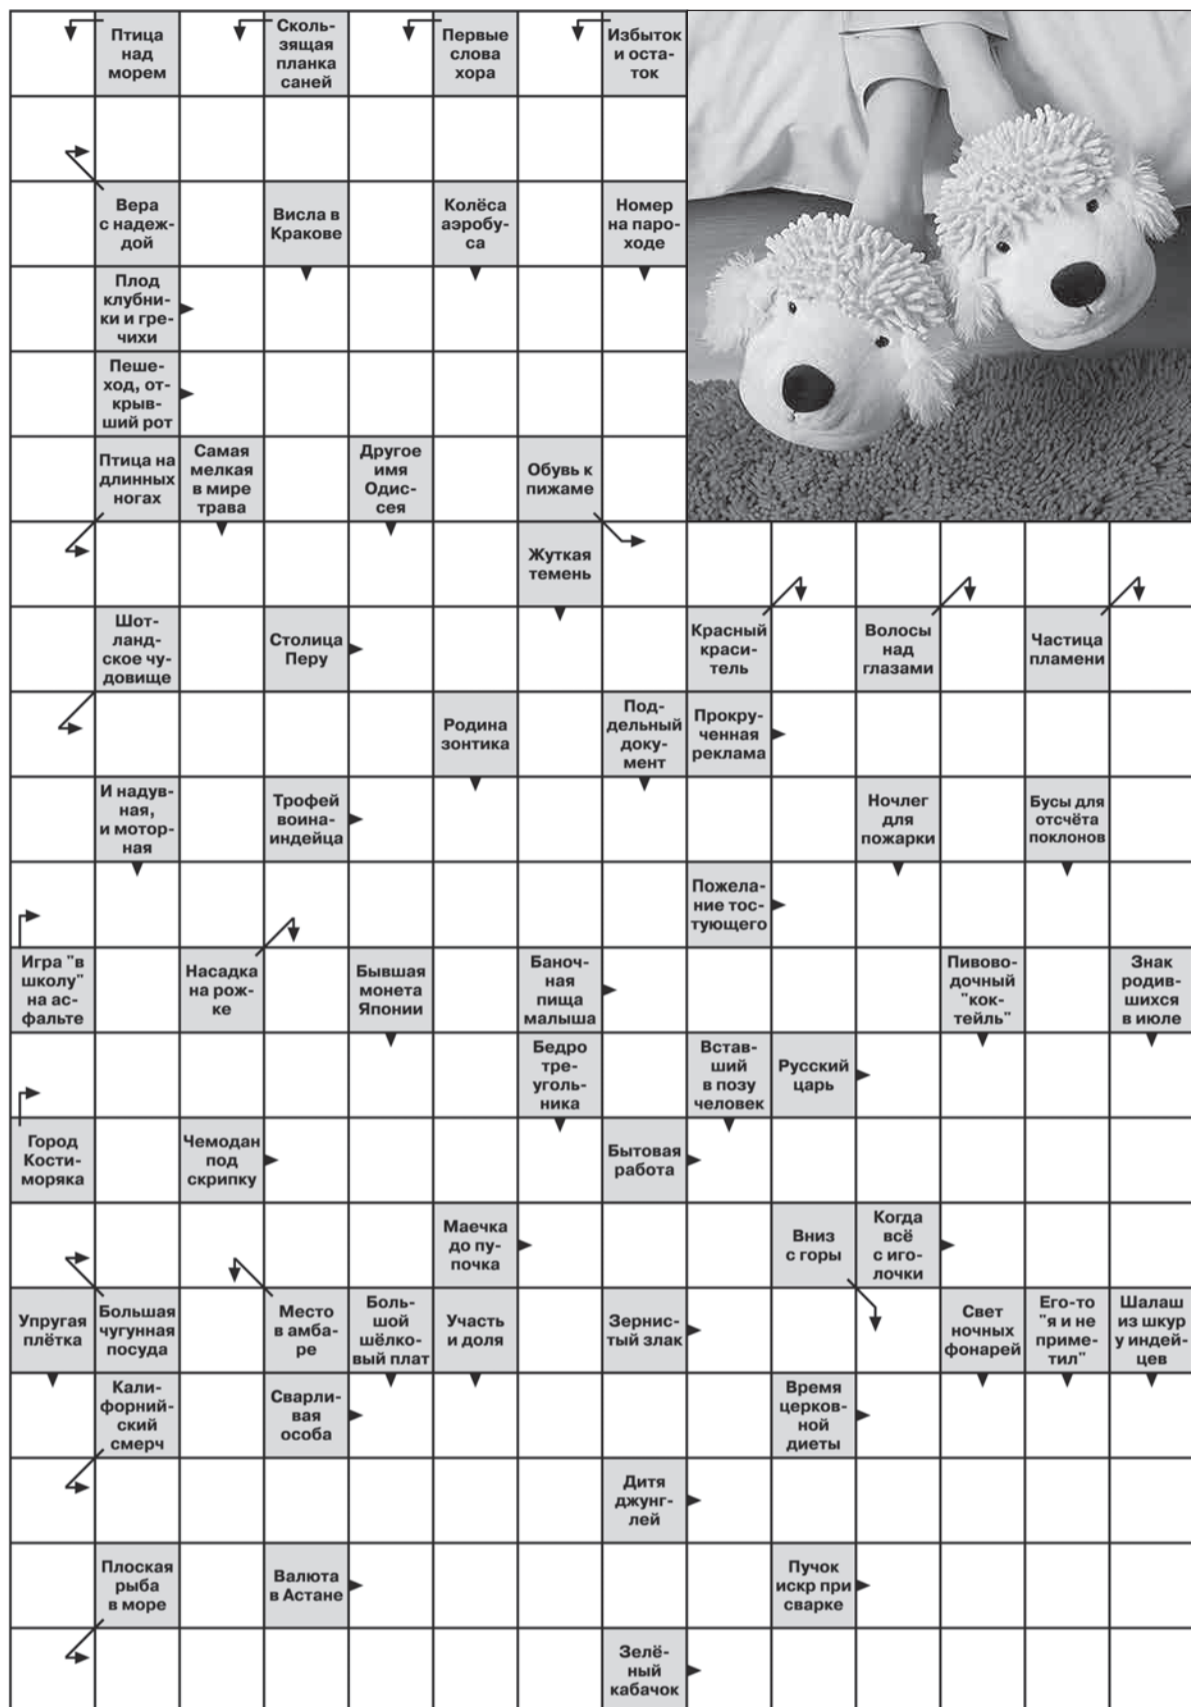 Птица
над
морем
Сколь-
зящая
планка
саней
Первые
слова
хора
Избыток
и оста-
ток
Вера
с надеж-
дой
Висла в
Кракове
Колёса
аэробу-
са
Номер
на паро-
ходе
Плод
клубни-
ки и гре-
чихи
Пеше-
ход, от-
крыв-
ший рот
Птица на
длинных
ногах
Самая
мелкая
в мире
трава
Другое
имя
Одис-
сея
Обувь к
пижаме
Жуткая
темень
Шот-
ланд-
ское чу-
довище
Столица
Перу
Красный
краси-
тель
Волосы
над
глазами
Частица
пламени
Родина
зонтика
Под-
дельный
доку-
мент
Прокру-
ченная
реклама
И надув-
ная,
и мотор-
ная
Трофей
воина-
индейца
Ночлег
для
пожарки
Бусы для
отсчёта
поклонов
Пожела-
ние тос-
тующего
Игра "в
школу"
на ас-
фальте
Насадка
на рож-
ке
Бывшая
монета
Японии
Баноч-
ная
пища
малыша
Пивово-
дочный
"кок-
тейль"
Знак
родив-
шихся
в июле
Бедро
тре-
уголь-
ника
Встав-
ший
в позу
человек
Русский
царь
Город
Кости-
моряка
Чемодан
под
скрипку
Бытовая
работа
Маечка
до пу-
почка
Вниз
с горы
Когда
всё
с иго-
лочки
Упругая
плётка
Большая
чугунная
посуда
Место
в амба-
ре
Боль-
шой
шёлко-
вый плат
Участь
и доля
Зернис-
тый злак
Свет
ночных
фонарей
Его-то
"я и не
приме-
тил"
Шалаш
из шкур
у индей-
цев
Кали-
форний-
ский
смерч
Сварли-
вая
особа
Время
церков-
ной
диеты
Дитя
джунг-
лей
Плоская
рыба
в море
Валюта
в Астане
Пучок
искр при
сварке
Зелё-
ный
кабачок